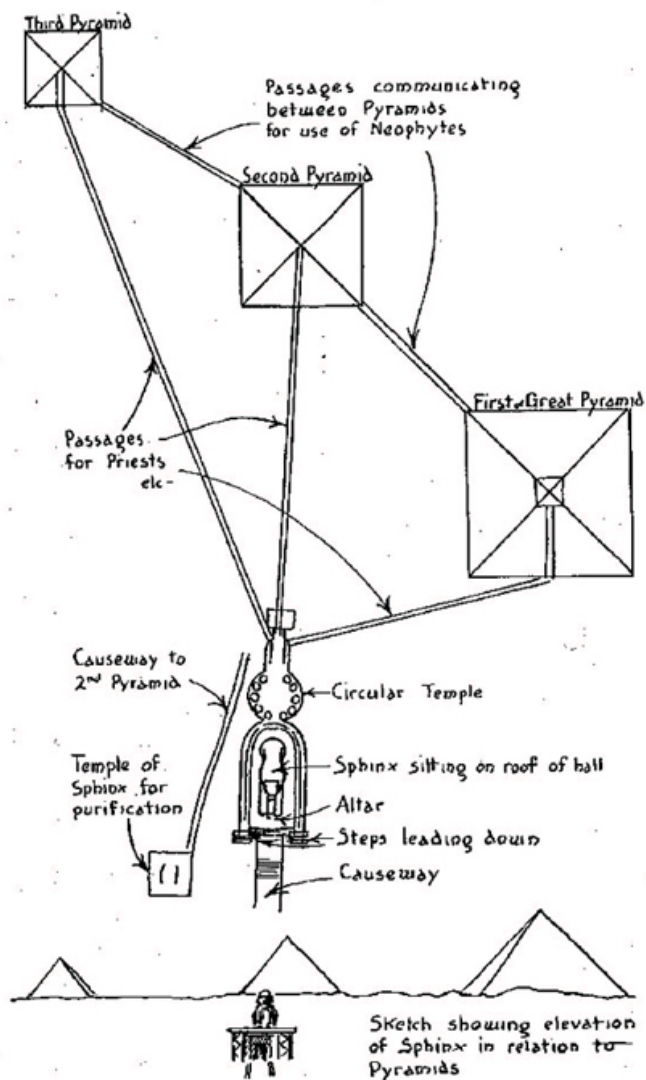 Third Pyramid
Passages communicating
between Pyramids
for use of Neophytes
Second Pyramid
First or Great Pyramid
Passages
for Priests
etc-
Causeway to
2nd Pyramid
Circular Temple
Temple of
Sphinx for
purification
Sphinx sitting on roof of hall
Altar
Steps leading down
Causeway
Sketch showing elevation
of Sphinx in relation to
Pyramids